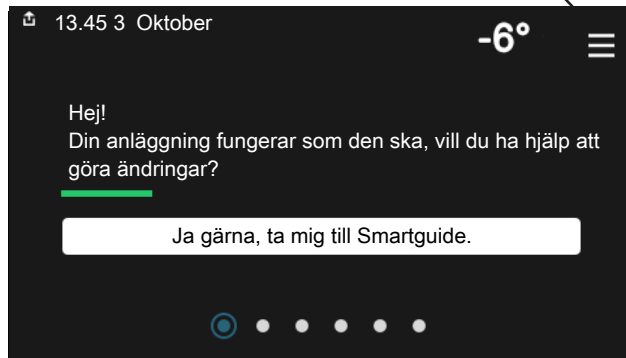 13.45 3 Oktober
-6°
Hej!
Din anläggning fungerar som den ska, vill du ha hjälp att
göra ändringar?
Ja gärna, ta mig till Smartguide.